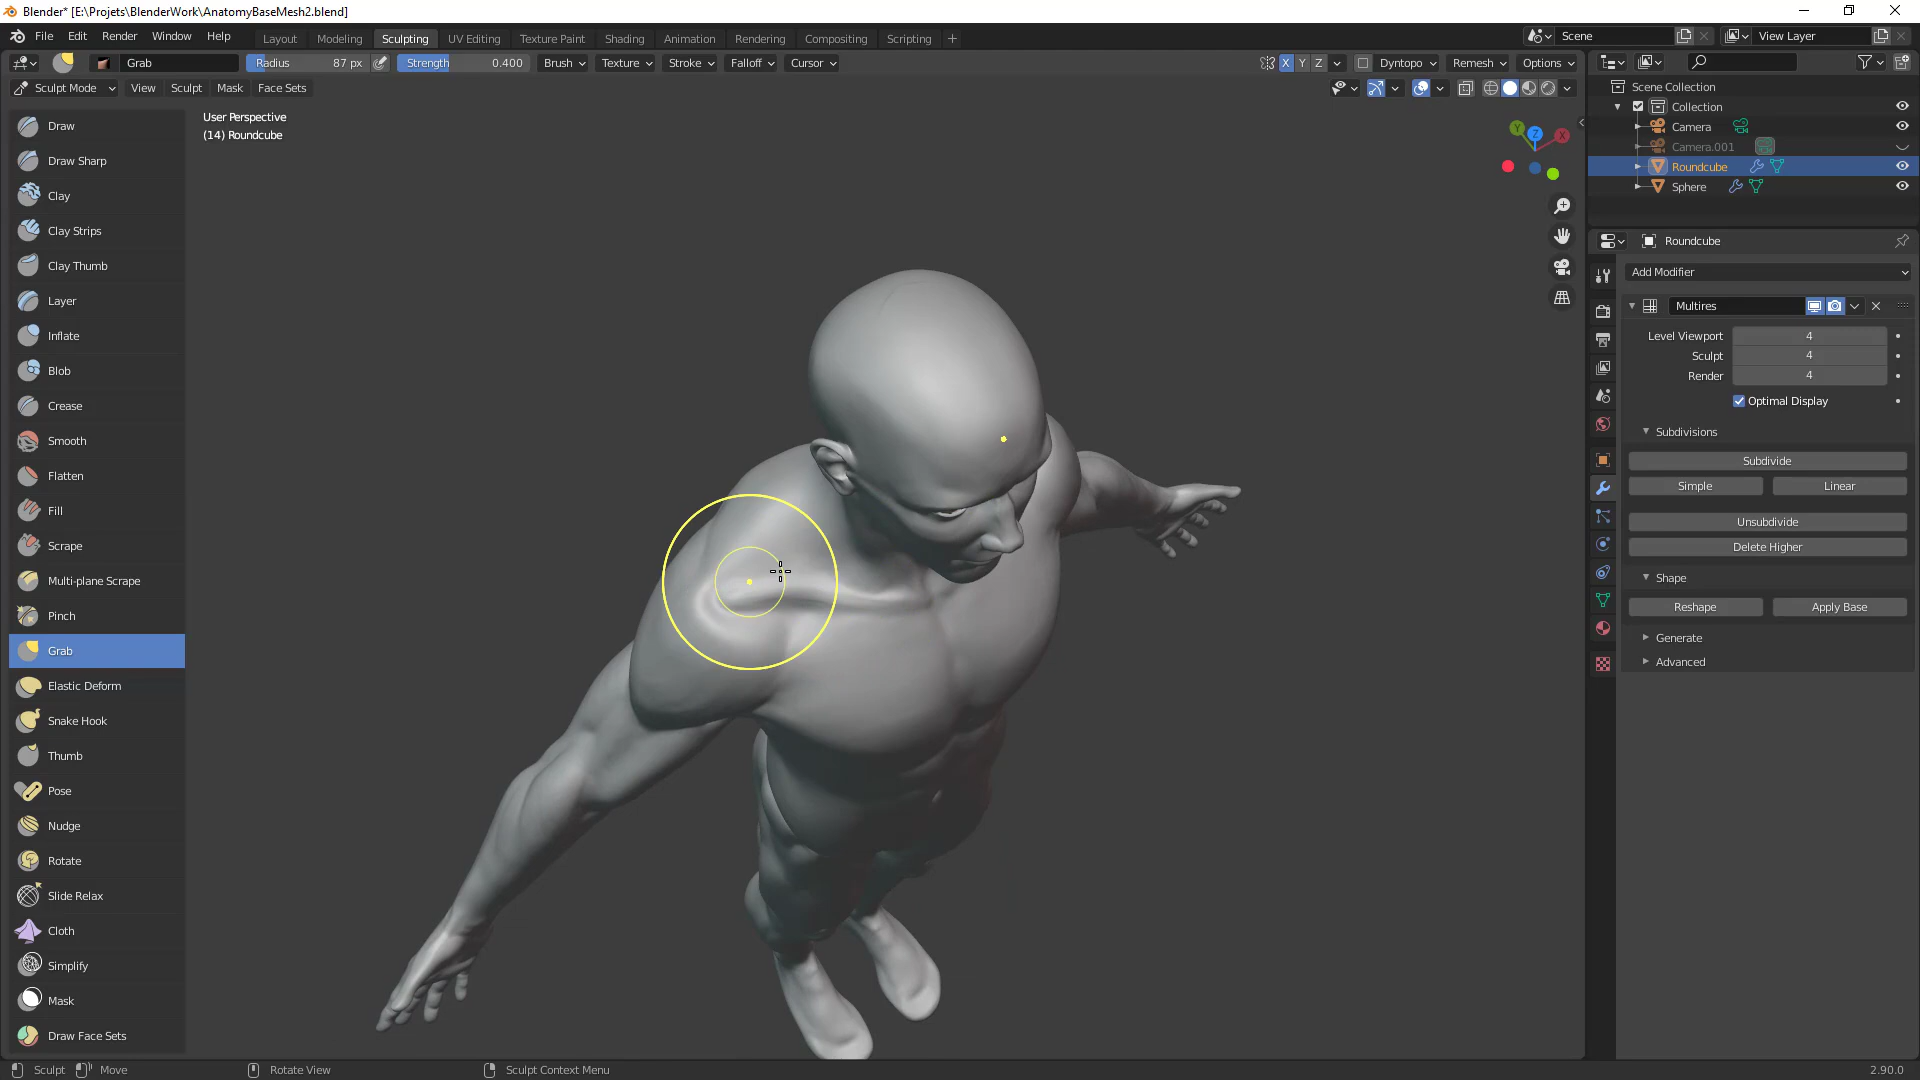 Blender* [E:\Projets\BlenderWork\AnatomyBaseMesh2.blend]
File Edit Render Window Help Layout Modeling Sculpting UV Editing Texture Paint Shading Animation Rendering Compositing Scripting + Scene View Layer
Grab Radius 87 px Strength 0.400 Brush Texture Stroke Falloff Cursor X Y Z Dyntopo Remesh Options
Sculpt Mode View Sculpt Mask Face Sets
User Perspective
(14) Roundcube
Y Z X
Draw
Draw Sharp
Clay
Clay Strips
Clay Thumb
Layer
Inflate
Blob
Crease
Smooth
Flatten
Fill
Scrape
Multi-plane Scrape
Pinch
Grab
Elastic Deform
Snake Hook
Thumb
Pose
Nudge
Rotate
Slide Relax
Cloth
Simplify
Mask
Draw Face Sets
Scene Collection
Collection
Camera
Camera.001
Roundcube
Sphere
Roundcube
Add Modifier
Multires
Level Viewport 4
Sculpt 4
Render 4
Optimal Display
Subdivisions
Subdivide
Simple Linear
Unsubdivide
Delete Higher
Shape
Reshape Apply Base
Generate
Advanced
Sculpt Move Rotate View Sculpt Context Menu 2.90.0